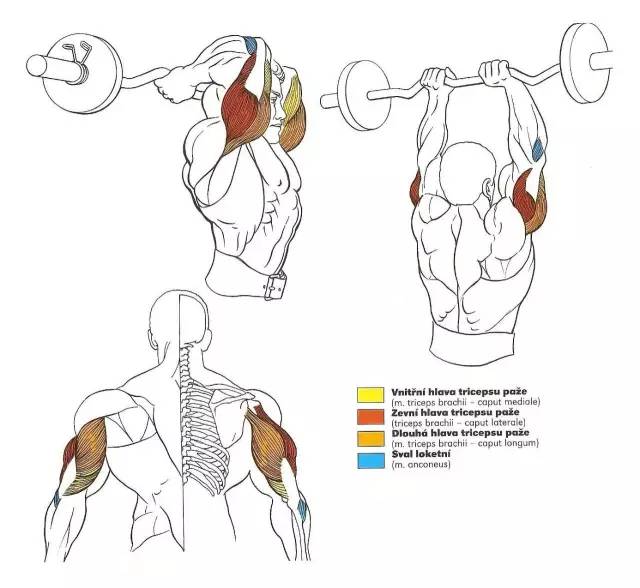 Vnitřní hlava tricepsu paže
(m. triceps brachii – caput mediale)
Zevní hlava tricepsu paže
(triceps brachii – caput laterale)
Dlouhá hlava tricepsu paže
(m. triceps brachii – caput longum)
Sval loketní
(m. anconeus)